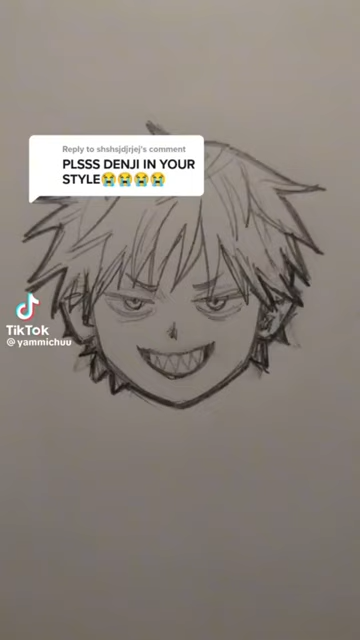 Reply to shshsjdjrjej's comment
PLSSS DENJI IN YOUR
STYLE😭😭😭😭
TikTok
@yammichuu